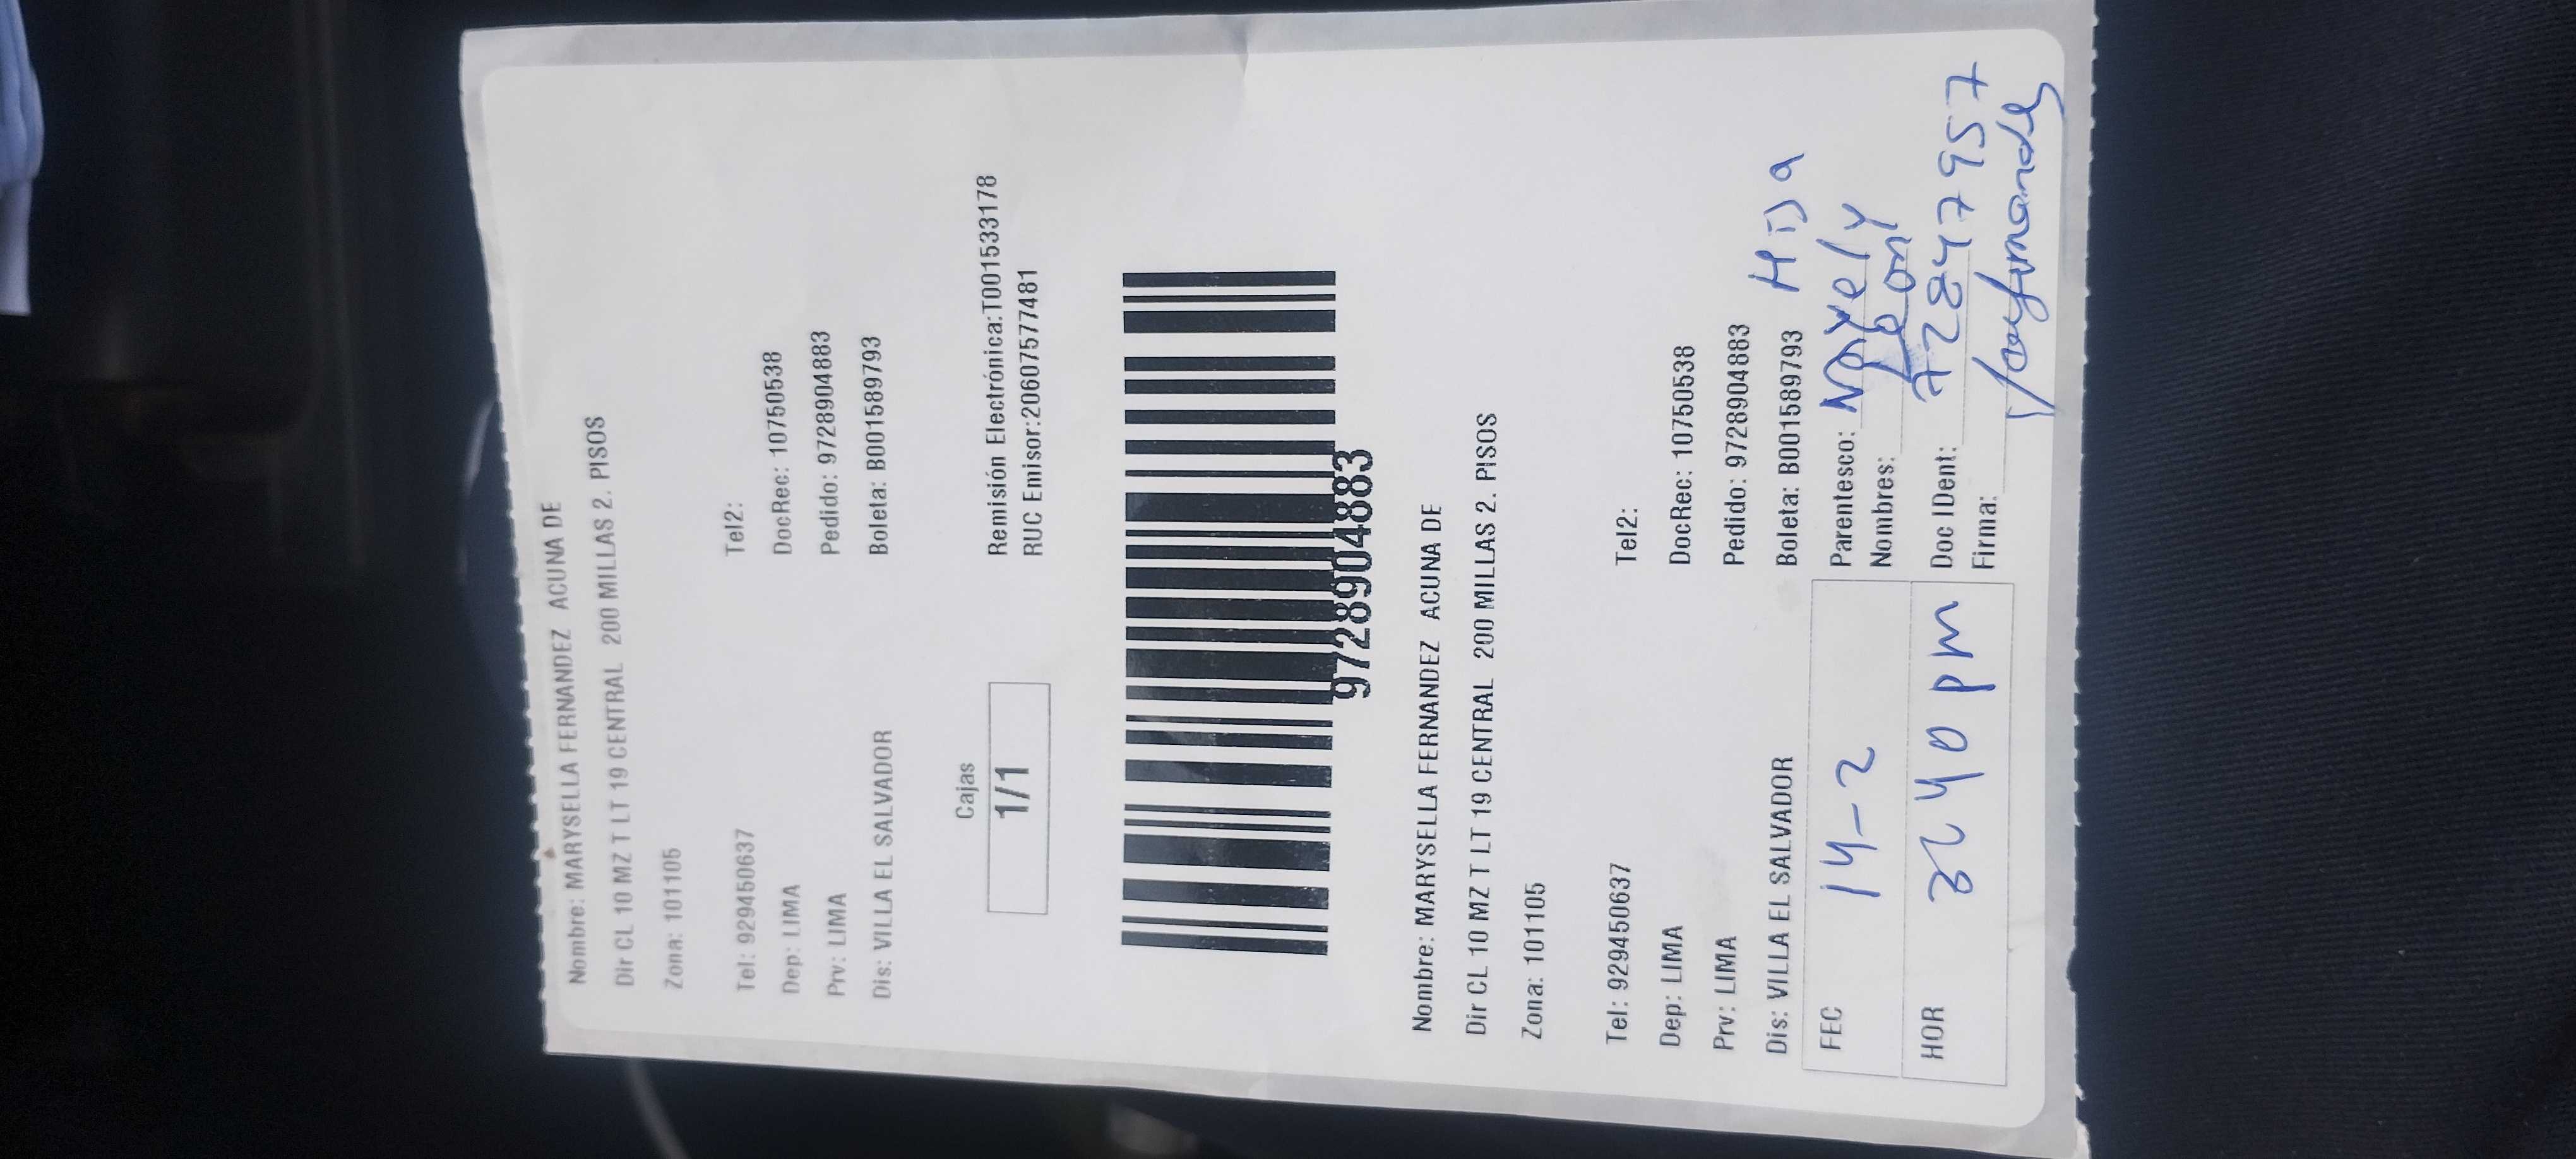 Nombre: MARYSELLA FERNANDEZ ACUNA DE
Dir CL 10 MZ T LT 19 CENTRAL 200 MILLAS 2. PISOS
Zona: 101105
Tel: 929450637 Tel2:
Dep: LIMA DocRec: 10750538
Prv: LIMA Pedido: 9728904883
Dis: VILLA EL SALVADOR Boleta: B001589793
Cajas
1/1
Remisión Electrónica:T001533178
RUC Emisor:20607577481
9728904883
Nombre: MARYSELLA FERNANDEZ ACUNA DE
Dir CL 10 MZ T LT 19 CENTRAL 200 MILLAS 2. PISOS
Zona: 101105
Tel: 929450637 Tel2:
Dep: LIMA DocRec: 10750538
Prv: LIMA Pedido: 9728904883
Dis: VILLA EL SALVADOR Boleta: B001589793 Hija
FEC 14-2 Parentesco: Nayely
Nombres:
HOR Doc IDent: 72847957
40 pm
Firma: